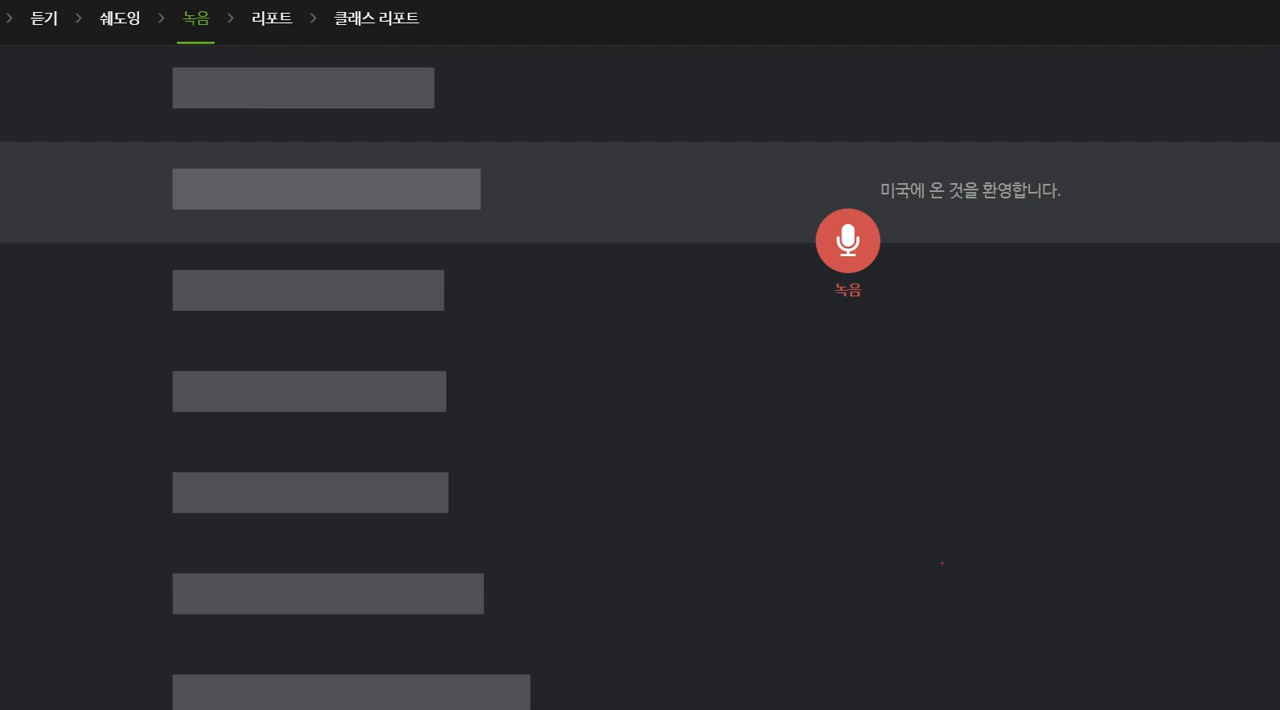 듣기 > 쉐도잉 > 녹음 > 리포트 > 클래스 리포트
미국에 온 것을 환영합니다.
녹음